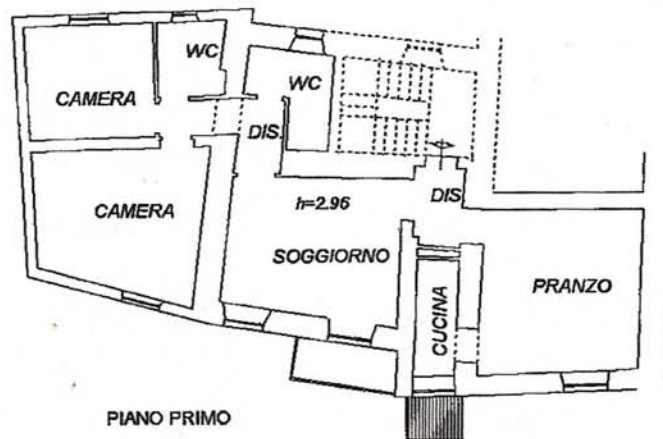 WC
CAMERA
WC
DIS.
CAMERA
h=2.96
DIS
SOGGIORNO
PRANZO
CUCINA
PIANO PRIMO